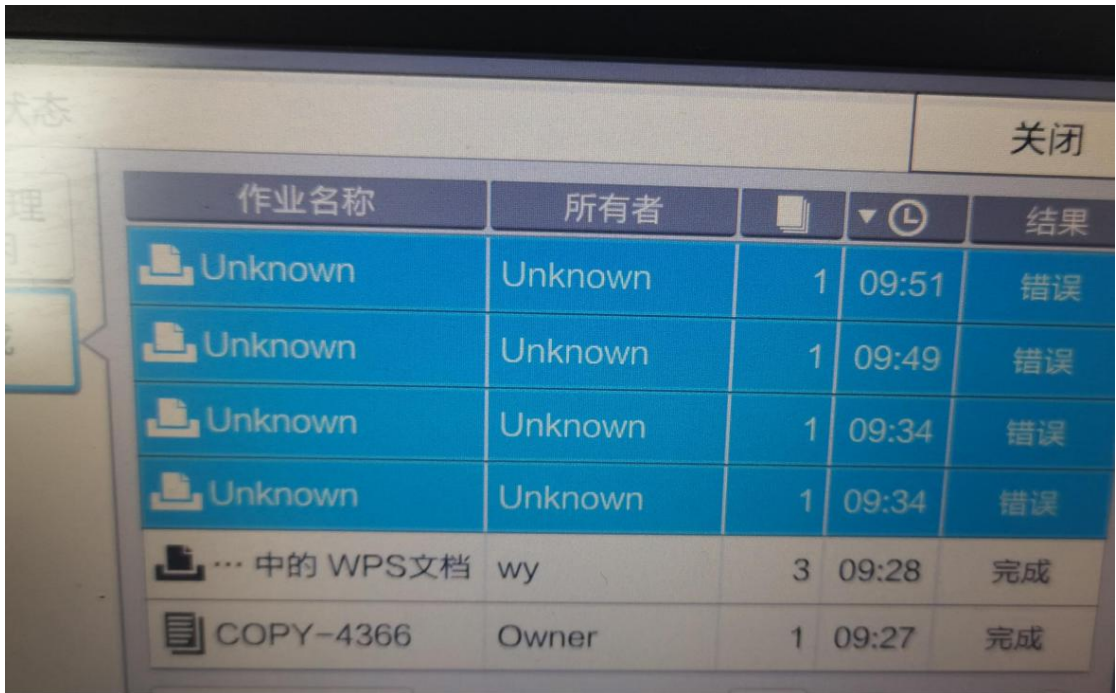 状态
关闭
理
作业名称 所有者 结果
Unknown Unknown 1 09:51 错误
Unknown Unknown 1 09:49 错误
Unknown Unknown 1 09:34 错误
Unknown Unknown 1 09:34 错误
… 中的 WPS文档 wy 3 09:28 完成
COPY-4366 Owner 1 09:27 完成